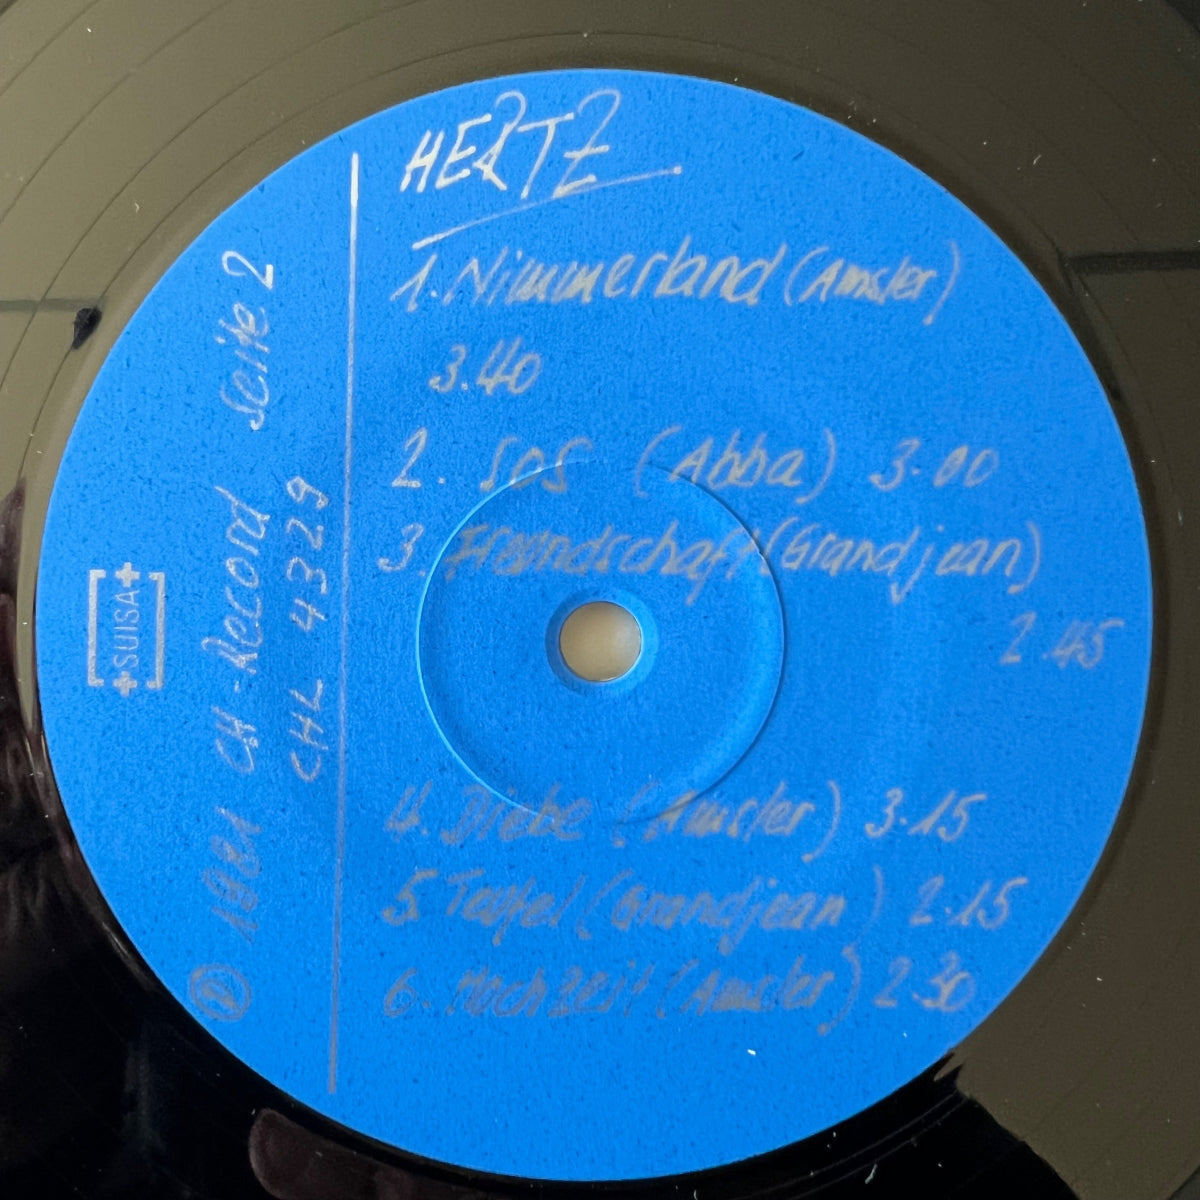 HERTZ
1. Nimmerland (Amsler)
3.40
2. SOS (Abba) 3.00
3. Freundschaft (Grandjean)
2.45
4. Diebe (Amsler) 3.15
5. Teufel (Grandjean) 2.15
6. Hochzeit (Amsler) 2.30
Ⓟ 1981 CH-Record Seite 2
CHL 4329
+SUISA+